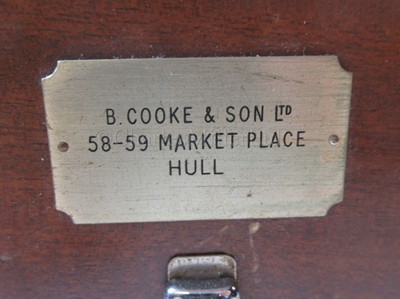 B. COOKE & SON LTD
58-59 MARKET PLACE
HULL